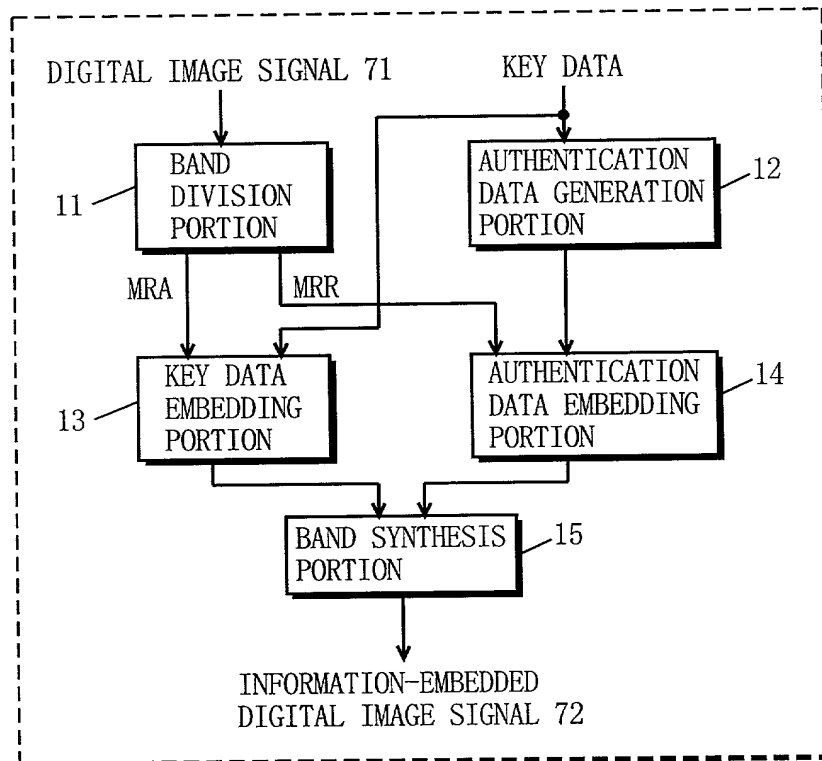 DIGITAL IMAGE SIGNAL 71
KEY DATA
BAND
DIVISION
PORTION
11
AUTHENTICATION
DATA GENERATION
PORTION
12
MRA
MRR
KEY DATA
EMBEDDING
PORTION
13
AUTHENTICATION
DATA EMBEDDING
PORTION
14
BAND SYNTHESIS
PORTION
15
INFORMATION-EMBEDDED
DIGITAL IMAGE SIGNAL 72